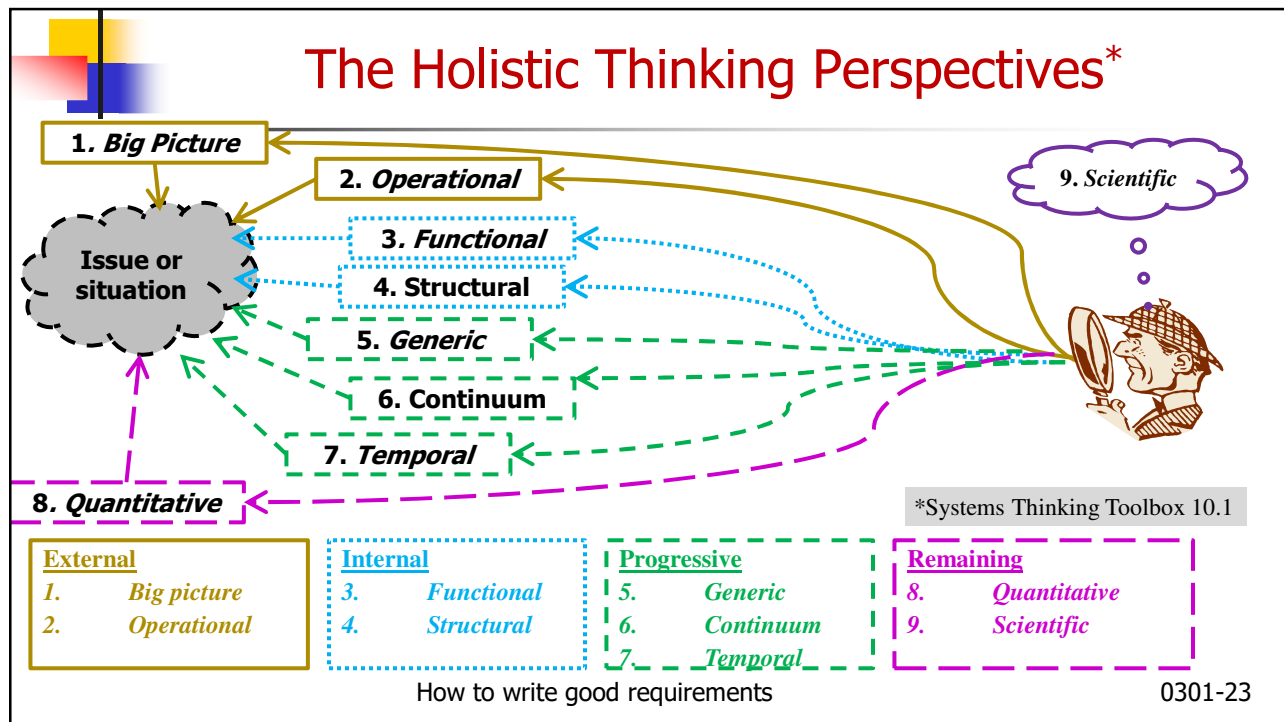 The Holistic Thinking Perspectives*
1. Big Picture
2. Operational
9. Scientific
3. Functional
Issue or
situation
4. Structural
5. Generic
6. Continuum
7. Temporal
8. Quantitative
*Systems Thinking Toolbox 10.1
External
1. Big picture
2. Operational
Internal
3. Functional
4. Structural
Progressive
5. Generic
6. Continuum
7. Temporal
Remaining
8. Quantitative
9. Scientific
How to write good requirements
0301-23